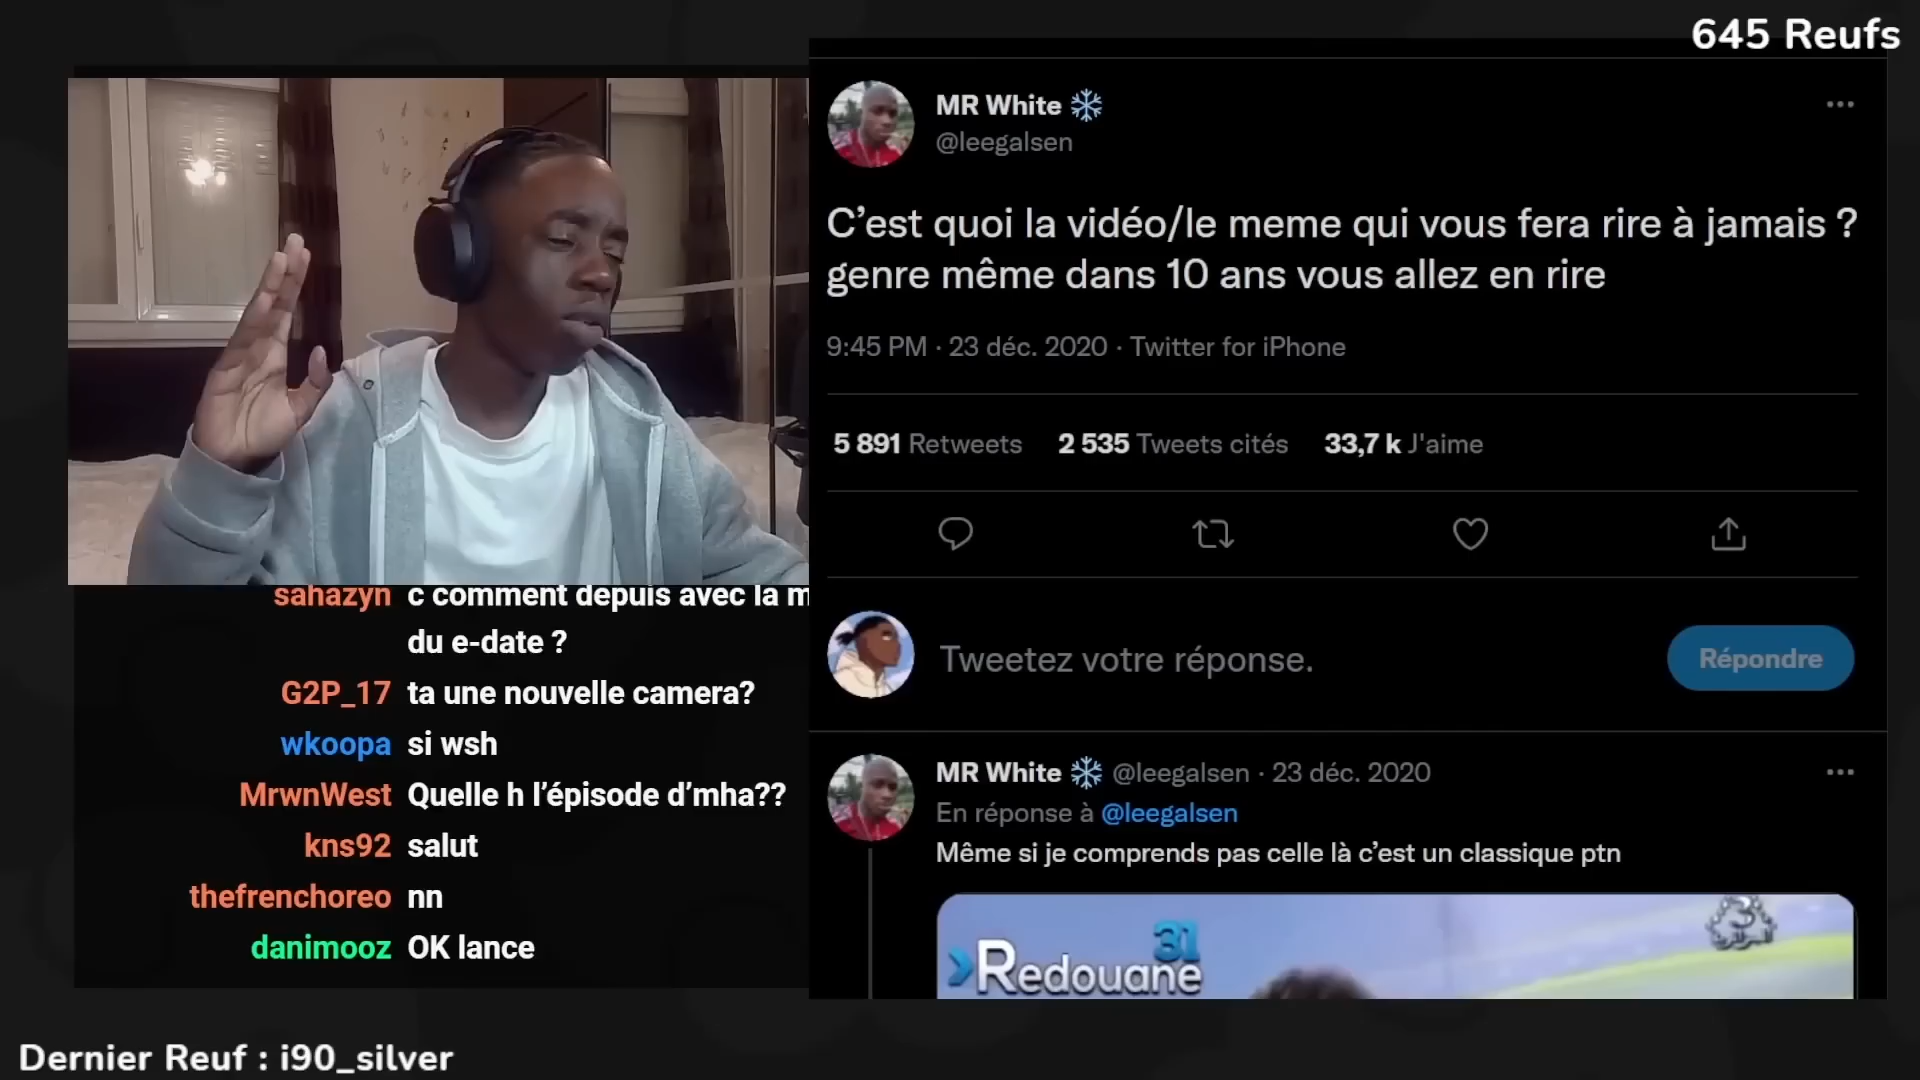 645 Reufs
MR White
@leegalsen
C’est quoi la vidéo/le meme qui vous fera rire à jamais ?
genre même dans 10 ans vous allez en rire
9:45 PM · 23 déc. 2020 · Twitter for iPhone
5 891 Retweets 2 535 Tweets cités 33,7 k J'aime
Tweetez votre réponse.
Répondre
MR White @leegalsen · 23 déc. 2020
En réponse à @leegalsen
Même si je comprends pas celle là c’est un classique ptn
31
Redouane
3
sahazyn c comment depuis avec la m
du e-date ?
G2P_17 ta une nouvelle camera?
wkoopa si wsh
MrwnWest Quelle h l’épisode d’mha??
kns92 salut
thefrenchoreo nn
danimooz OK lance
Dernier Reuf : i90_silver